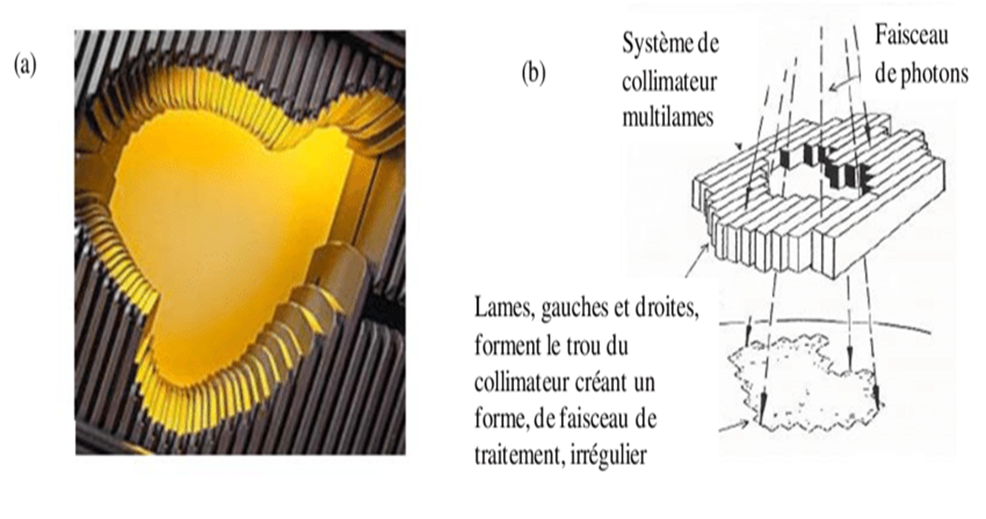 (a)
(b)
Système de
collimateur
multilames
Faisceau
de photons
Lames, gauches et droites,
forment le trou du
collimateur créant un
forme, de faisceau de
traitement, irrégulier